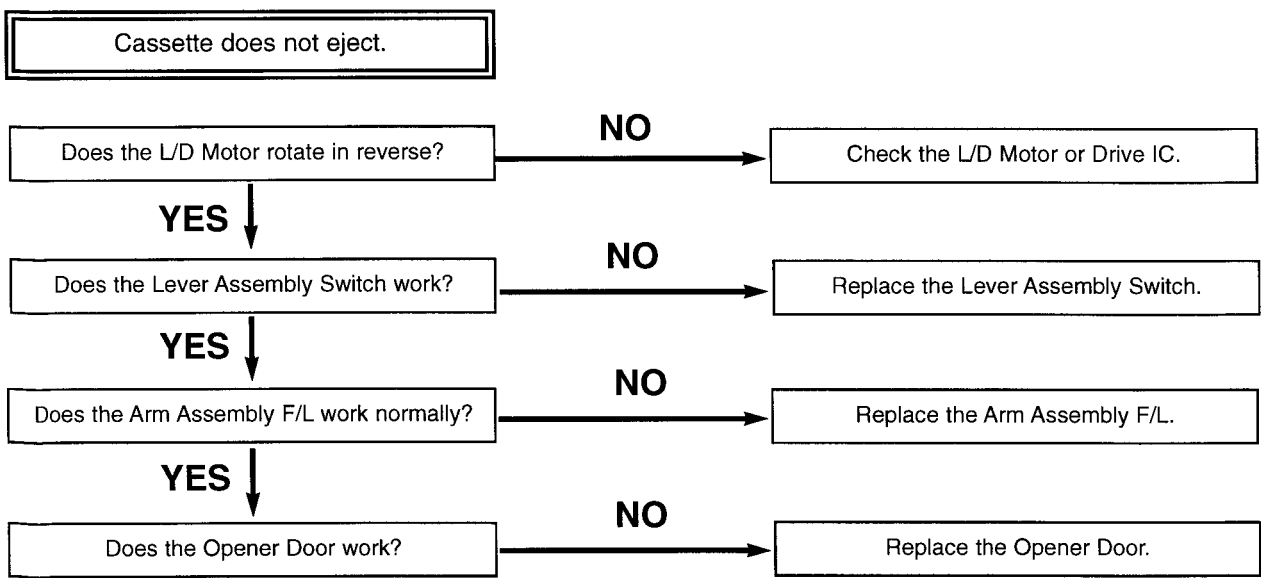 Cassette does not eject.
NO
Does the L/D Motor rotate in reverse?
Check the L/D Motor or Drive IC.
YES
NO
Does the Lever Assembly Switch work?
Replace the Lever Assembly Switch.
YES
NO
Does the Arm Assembly F/L work normally?
Replace the Arm Assembly F/L.
YES
NO
Does the Opener Door work?
Replace the Opener Door.